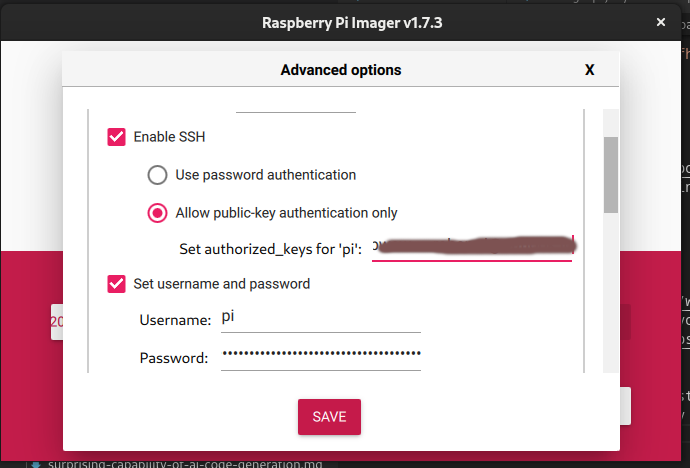 Raspberry Pi Imager v1.7.3
Advanced options
X
Enable SSH
Use password authentication
Allow public-key authentication only
Set authorized_keys for 'pi':
Set username and password
Username: pi
Password: •••••••••••••••••••••••••••••••••••••
SAVE
surprising-capability-of-ai-code-generation.md